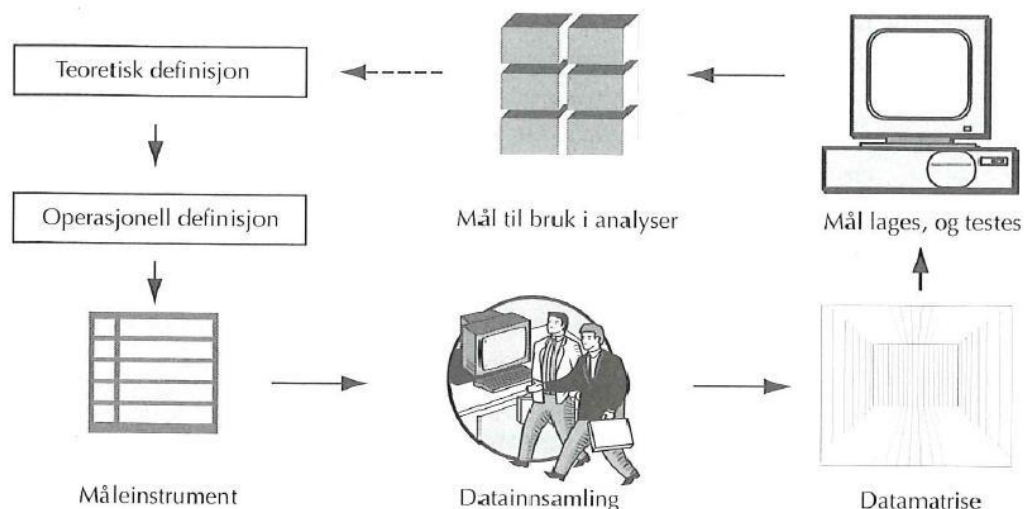 Teoretisk definisjon
Operasjonell definisjon
Mål til bruk i analyser
Mål lages, og testes
Måleinstrument
Datainnsamling
Datamatrise